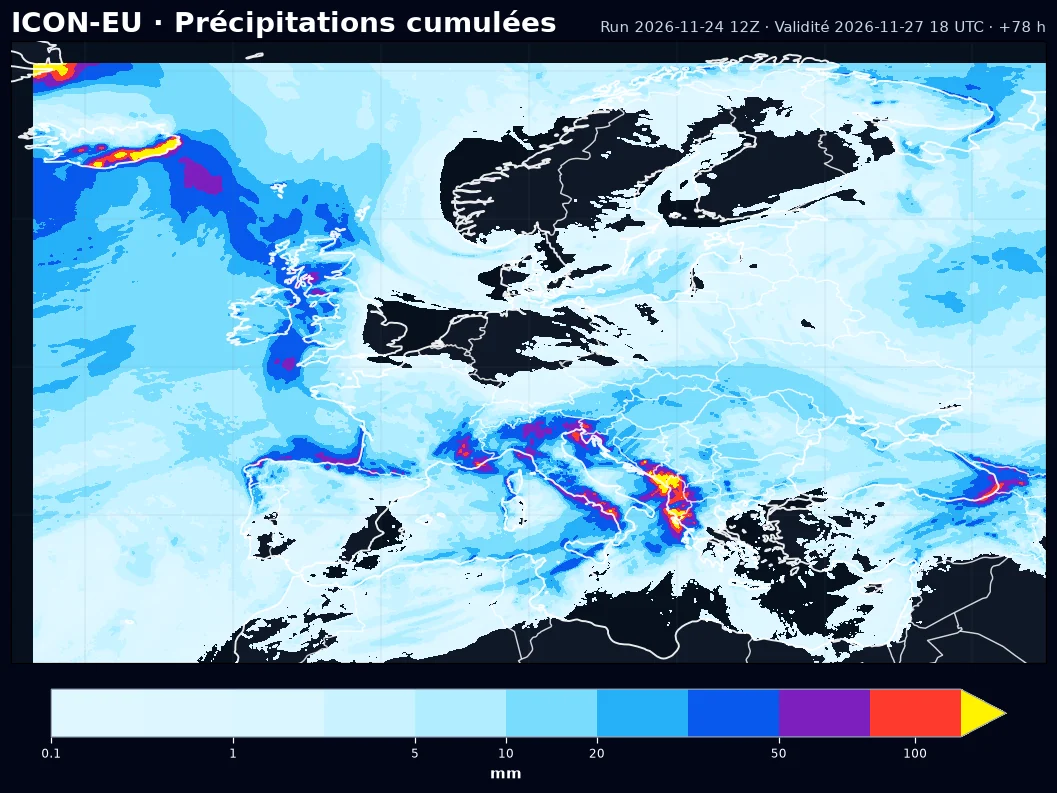 ICON-EU · Précipitations cumulées
Run 2026-11-24 12Z · Validité 2026-11-27 18 UTC · +78 h
0.1 1 5 10 20 50 100
mm